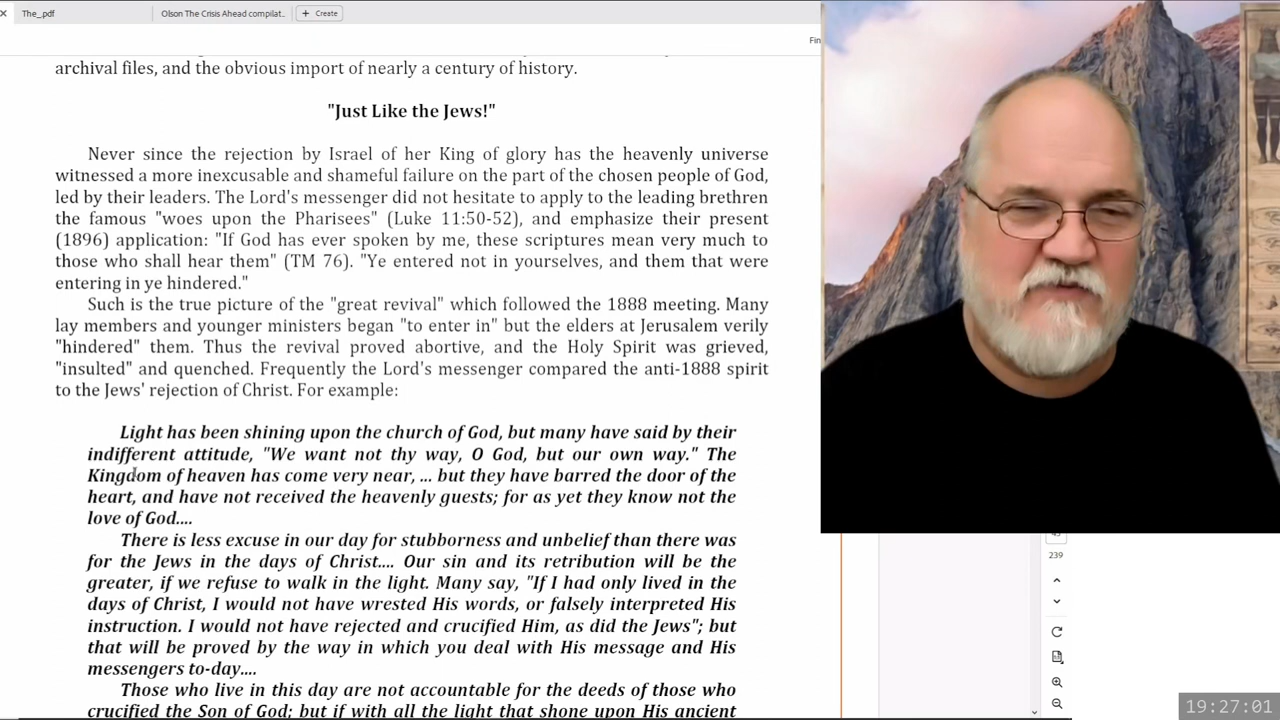 The_.pdf
Olson The Crisis Ahead compilat..
+ Create
Fin
archival files, and the obvious import of nearly a century of history.
"Just Like the Jews!"
Never since the rejection by Israel of her King of glory has the heavenly universe
witnessed a more inexcusable and shameful failure on the part of the chosen people of God,
led by their leaders. The Lord's messenger did not hesitate to apply to the leading brethren
the famous "woes upon the Pharisees" (Luke 11:50-52), and emphasize their present
(1896) application: "If God has ever spoken by me, these scriptures mean very much to
those who shall hear them" (TM 76). "Ye entered not in yourselves, and them that were
entering in ye hindered."
Such is the true picture of the "great revival" which followed the 1888 meeting. Many
lay members and younger ministers began "to enter in" but the elders at Jerusalem verily
"hindered" them. Thus the revival proved abortive, and the Holy Spirit was grieved,
"insulted" and quenched. Frequently the Lord's messenger compared the anti-1888 spirit
to the Jews' rejection of Christ. For example:
Light has been shining upon the church of God, but many have said by their
indifferent attitude, "We want not thy way, O God, but our own way." The
Kingdom of heaven has come very near, ... but they have barred the door of the
heart, and have not received the heavenly guests; for as yet they know not the
love of God....
There is less excuse in our day for stubborness and unbelief than there was
for the Jews in the days of Christ.... Our sin and its retribution will be the
greater, if we refuse to walk in the light. Many say, "If I had only lived in the
days of Christ, I would not have wrested His words, or falsely interpreted His
instruction. I would not have rejected and crucified Him, as did the Jews"; but
that will be proved by the way in which you deal with His message and His
messengers to-day....
Those who live in this day are not accountable for the deeds of those who
crucified the Son of God; but if with all the light that shone upon His ancient
239
19:27:01